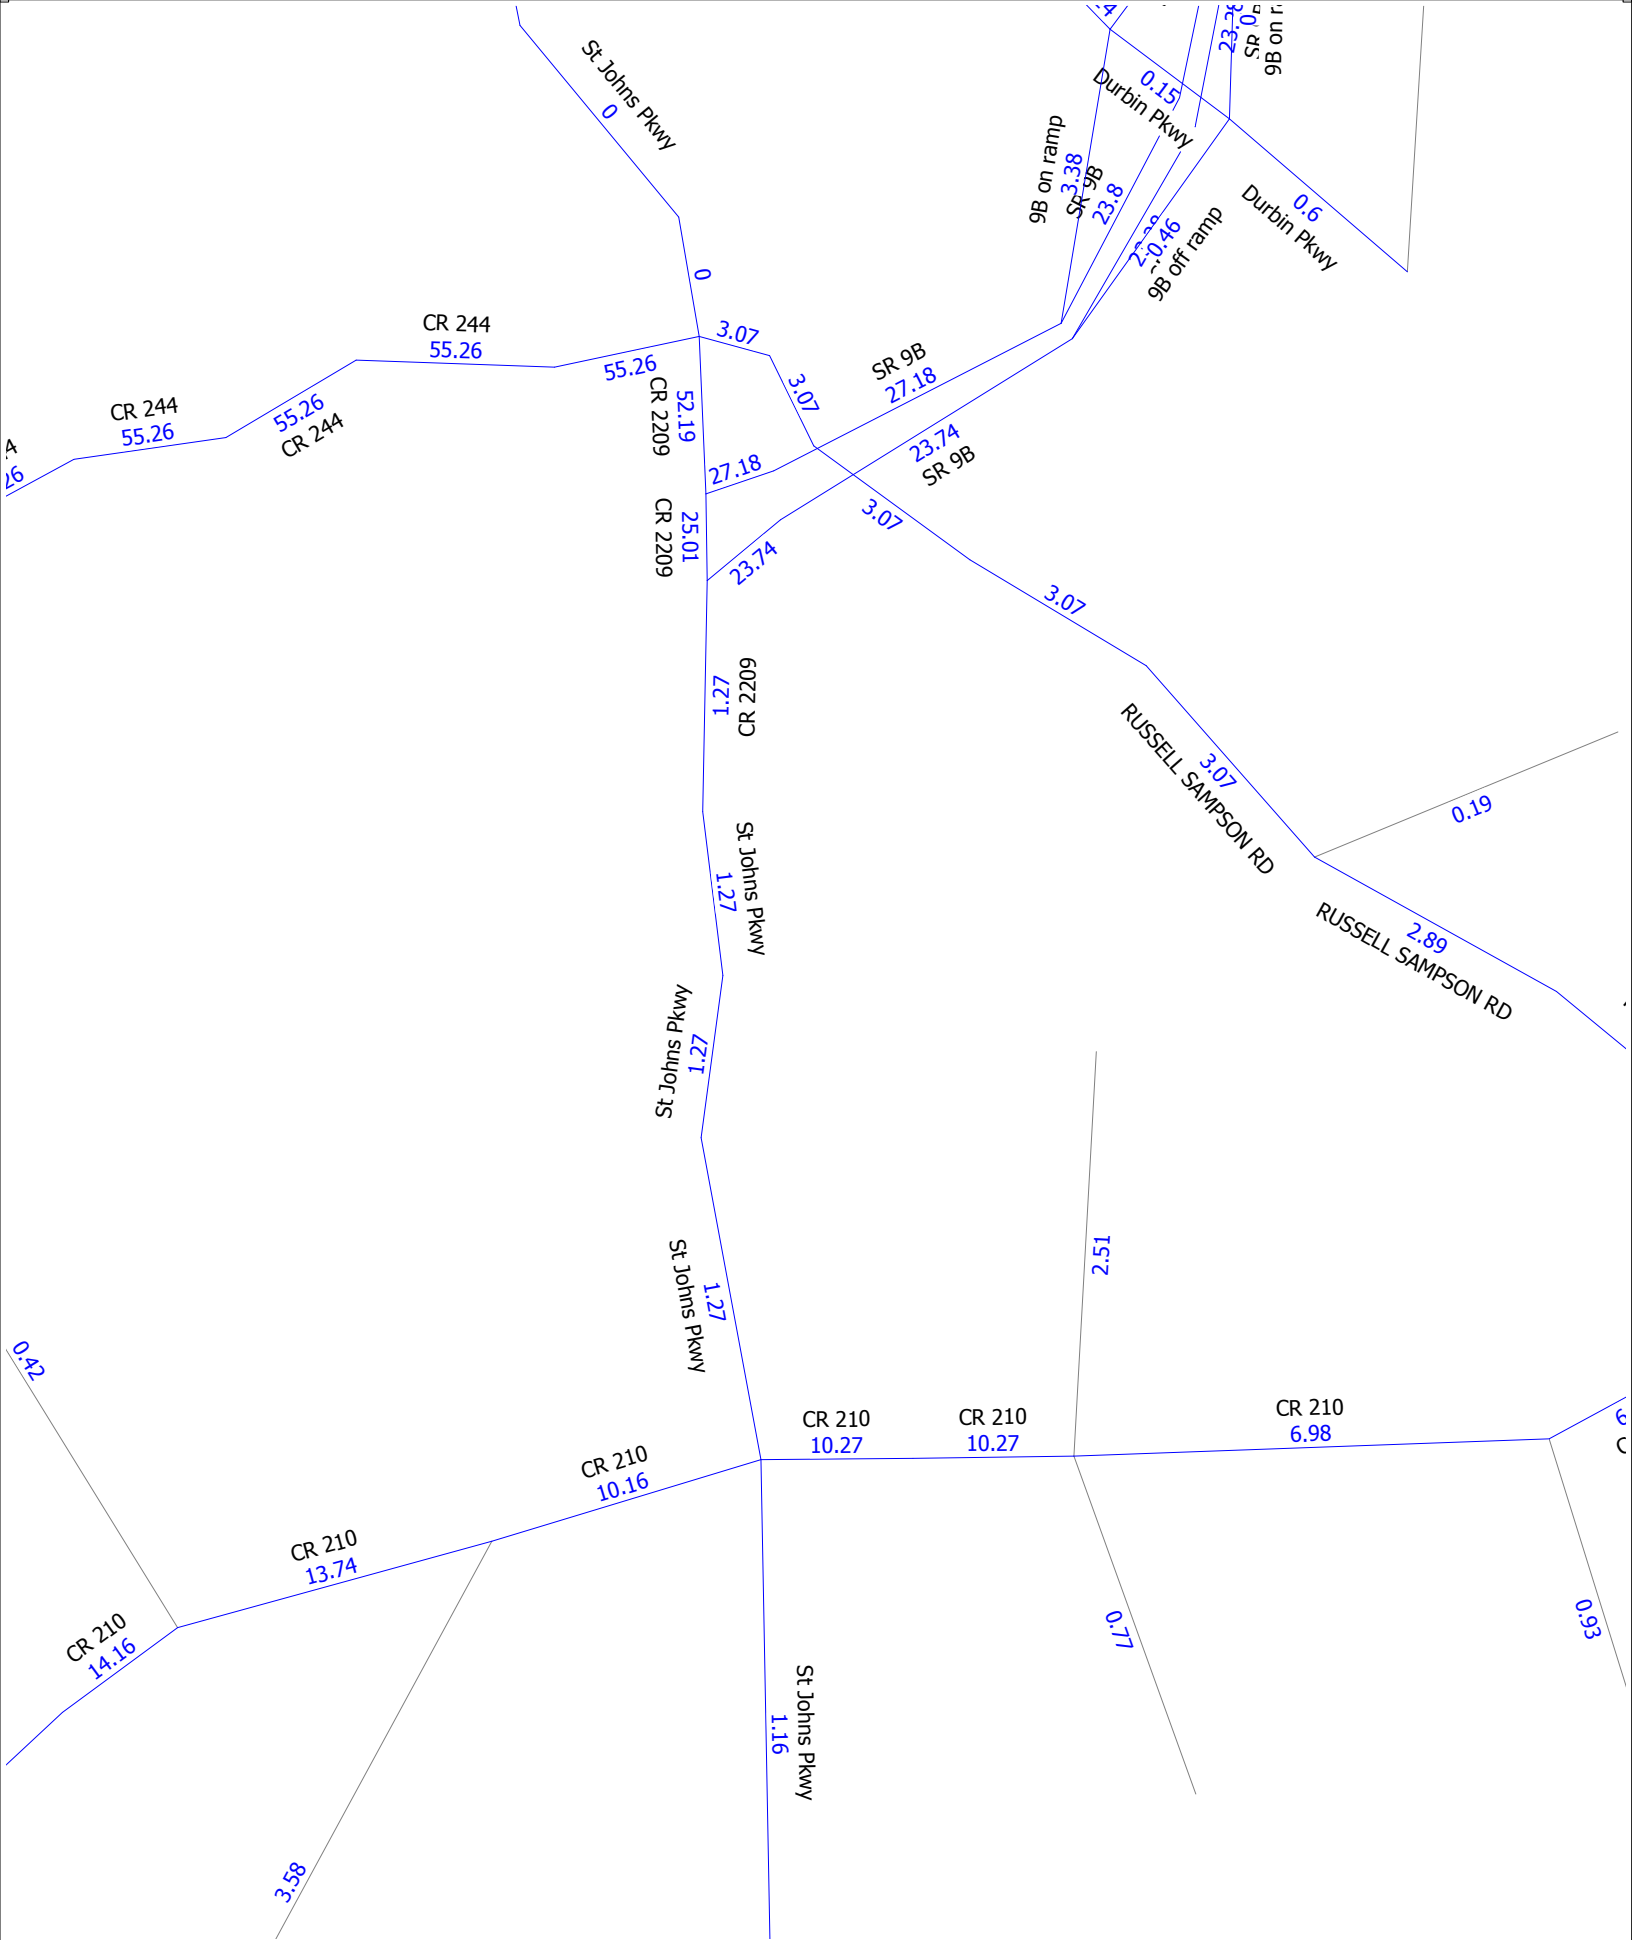 St Johns Pkwy
0
0.15
Durbin Pkwy
SR 9B
9B on r
9B on ramp
3.38
SR 9B
23.8
0.6
Durbin Pkwy
0.46
9B off ramp
0
CR 244
55.26
55.26
3.07
3.07
SR 9B
27.18
CR 2209
52.19
CR 244
55.26
55.26
CR 244
27.18
23.74
SR 9B
CR 2209
25.01
23.74
3.07
3.07
1.27
CR 2209
RUSSELL SAMPSON RD
3.07
0.19
St Johns Pkwy
1.27
2.89
RUSSELL SAMPSON RD
St Johns Pkwy
1.27
2.51
St Johns Pkwy
1.27
0.42
CR 210
10.27
CR 210
10.27
CR 210
6.98
CR 210
10.16
CR 210
13.74
CR 210
14.16
0.77
0.93
St Johns Pkwy
1.16
3.58